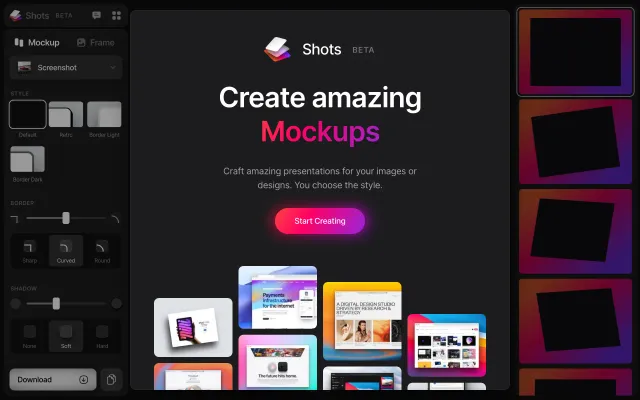 Shots BETA
Mockup Frame
Screenshot
STYLE
Default Retro Border Light
Border Dark
BORDER
Sharp Curved Round
SHADOW
None Soft Hard
Download
Shots BETA
Create amazing
Mockups
Craft amazing presentations for your images or
designs. You choose the style.
Start Creating
Payments
infrastructure
for the internet
A DIGITAL DESIGN STUDIO
DRIVEN BY RESEARCH &
STRATEGY
The future hits home.